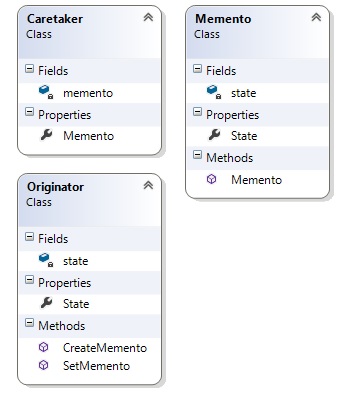 Caretaker
Class
Fields
memento
Properties
Memento
Memento
Class
Fields
state
Properties
State
Methods
Memento
Originator
Class
Fields
state
Properties
State
Methods
CreateMemento
SetMemento